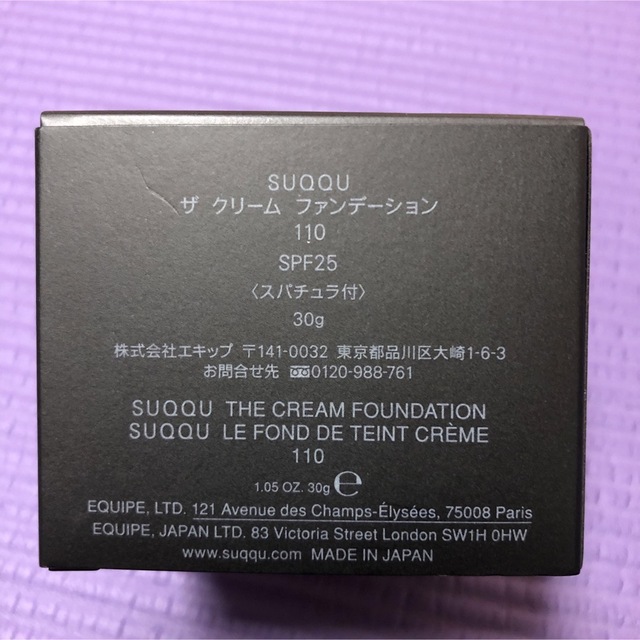 SUQQU
ザ クリーム ファンデーション
110
SPF25
〈スパチュラ付〉
30g
株式会社エキップ 〒141-0032 東京都品川区大崎1-6-3
お問合せ先 0120-988-761
SUQQU THE CREAM FOUNDATION
SUQQU LE FOND DE TEINT CRÈME
110
1.05 OZ. 30g ℮
EQUIPE, LTD. 121 Avenue des Champs-Élysées, 75008 Paris
EQUIPE, JAPAN LTD. 83 Victoria Street London SW1H 0HW
www.suqqu.com MADE IN JAPAN